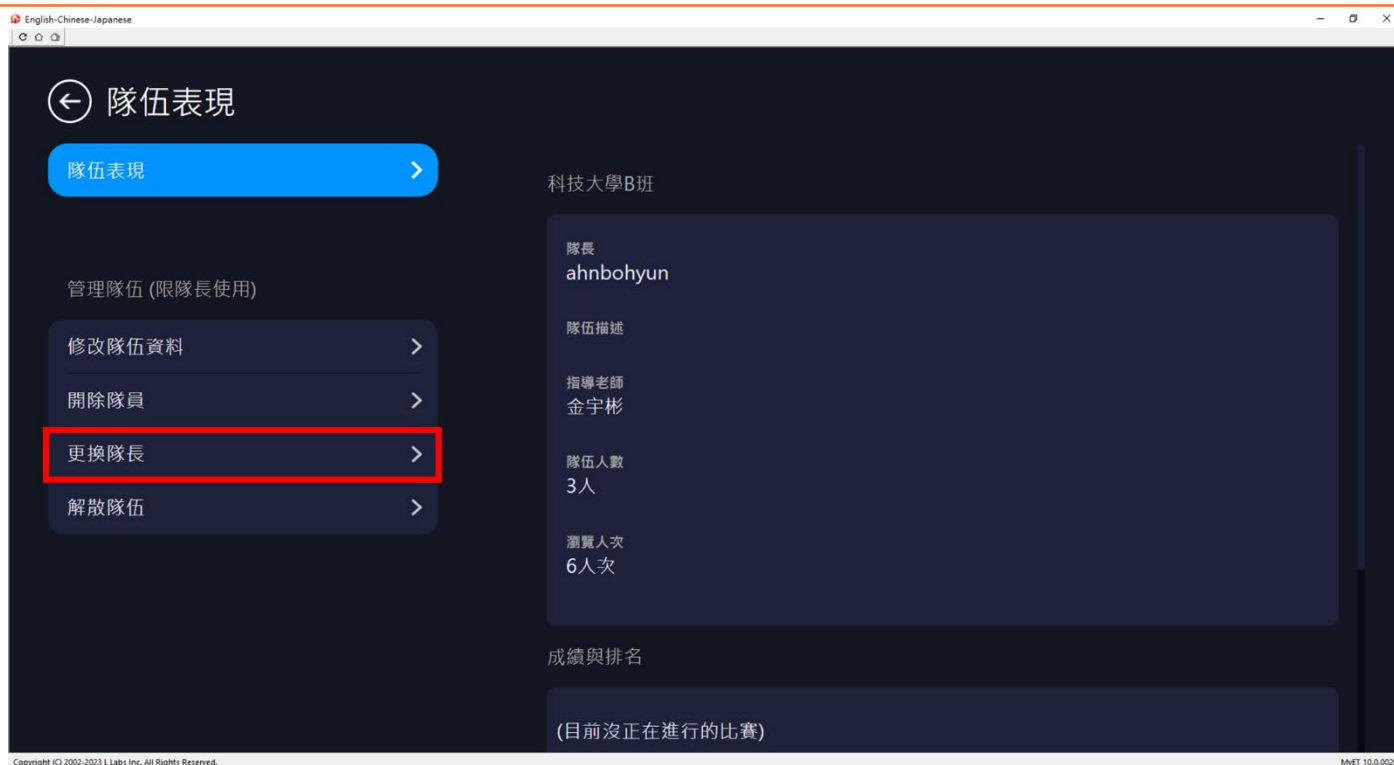 English-Chinese-Japanese
隊伍表現
隊伍表現
管理隊伍 (限隊長使用)
修改隊伍資料
開除隊員
更換隊長
解散隊伍
科技大學B班
隊長
ahnbohyun
隊伍描述
指導老師
金宇彬
隊伍人數
3人
瀏覽人次
6人次
成績與排名
(目前沒正在進行的比賽)
Copyright (C) 2002-2023 L Labs Inc. All Rights Reserved.